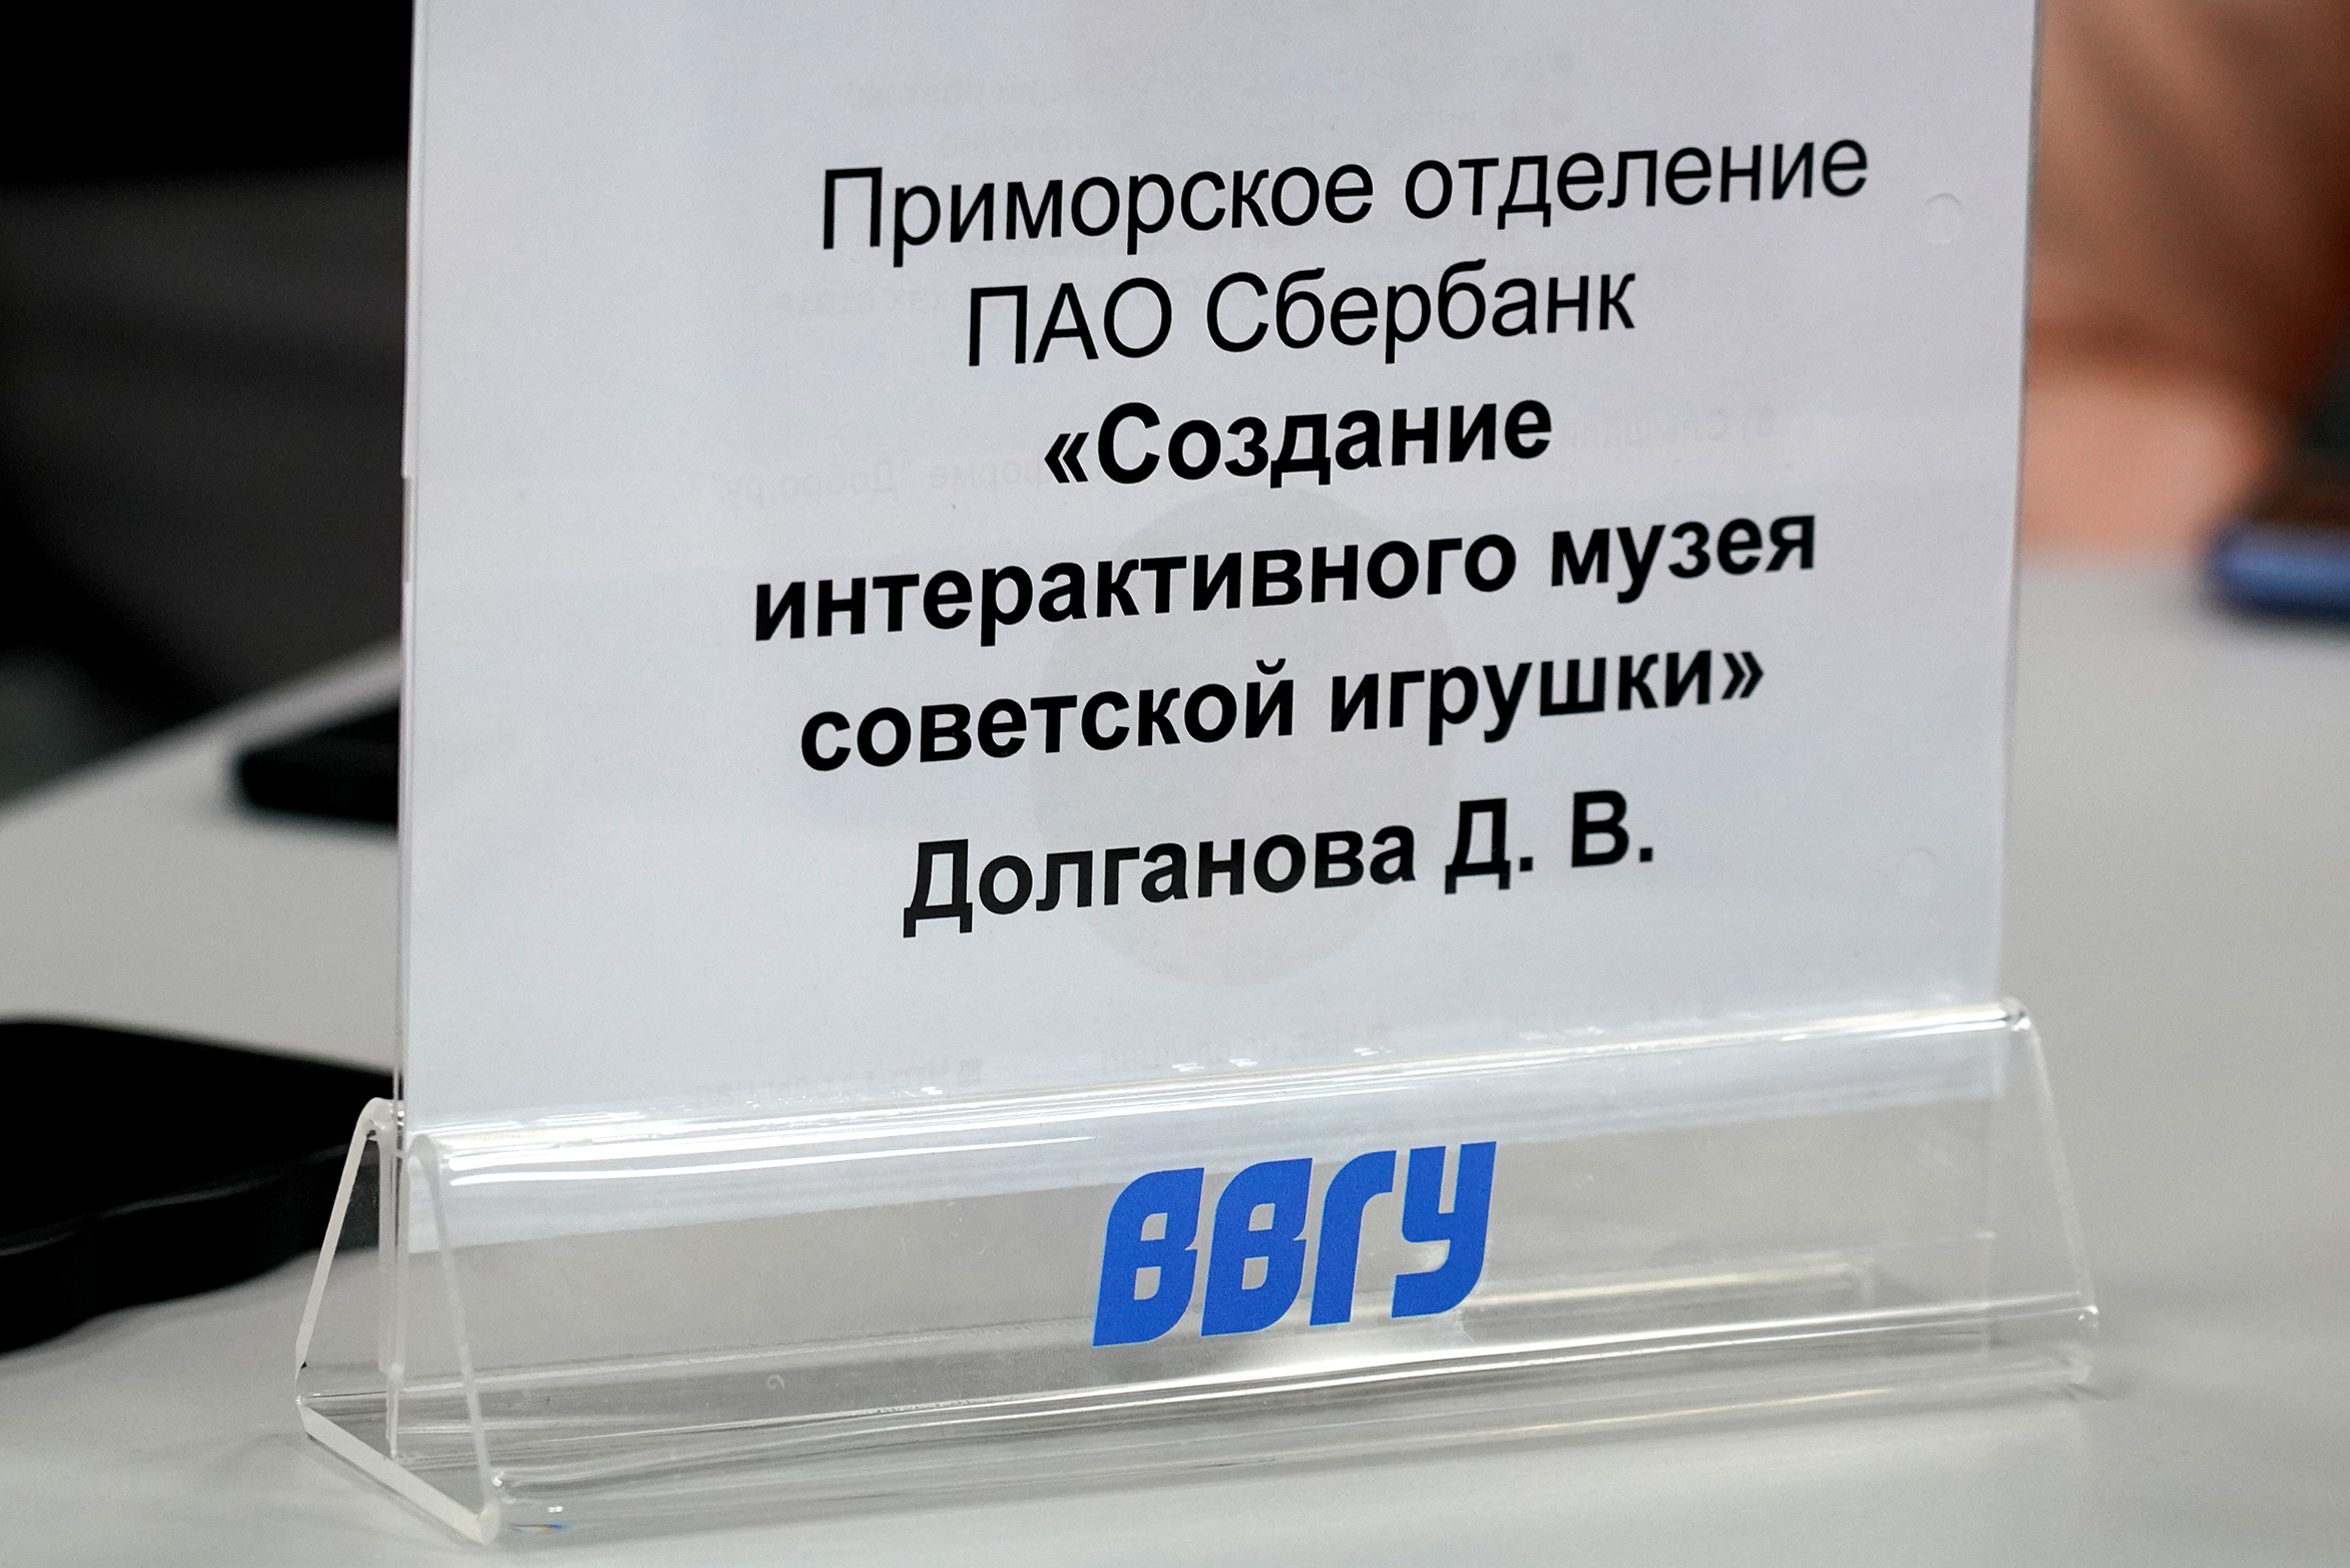 Приморское отделение
ПАО Сбербанк
«Создание
интерактивного музея
советской игрушки»
Долганова Д. В.
ВВГУ